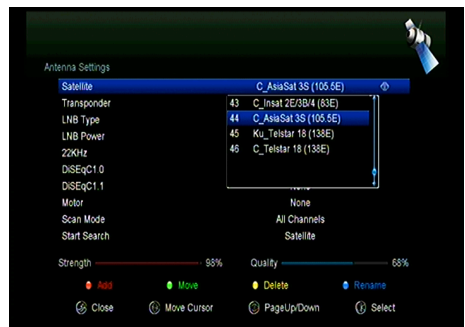 Antenna Settings
Satellite C_AsiaSat 3S (105.5E)
Transponder
43 C_Insat 2E/3B/4 (83E)
LNB Type
44 C_AsiaSat 3S (105.5E)
LNB Power
45 Ku_Telstar 18 (138E)
22KHz
46 C_Telstar 18 (138E)
DiSEqC1.0
DiSEqC1.1
Motor None
Scan Mode All Channels
Start Search Satellite
Strength 98% Quality 68%
Add Move Delete Rename
Close Move Cursor PageUp/Down Select